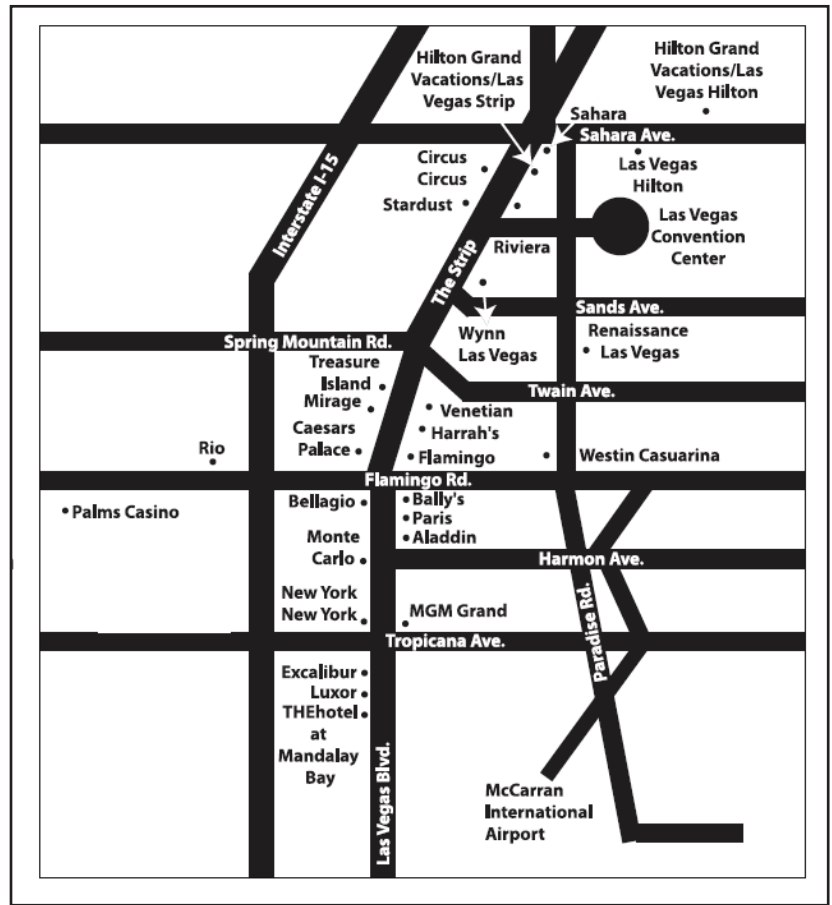 Hilton Grand
Vacations/Las
Vegas Strip
Hilton Grand
Vacations/Las
Vegas Hilton
Sahara
Sahara Ave.
Circus
Circus
Stardust
Las Vegas
Hilton
Las Vegas
Convention
Center
Interstate I-15
The Strip
Riviera
Sands Ave.
Wynn
Las Vegas
Renaissance
Las Vegas
Spring Mountain Rd.
Treasure
Island
Mirage
Caesars
Palace
Twain Ave.
Venetian
Harrah's
Flamingo
Rio
Westin Casuarina
Flamingo Rd.
Palms Casino
Bellagio
Bally's
Paris
Aladdin
Monte
Carlo
Harmon Ave.
New York
New York
MGM Grand
Paradise Rd.
Tropicana Ave.
Excalibur
Luxor
THEhotel
at
Mandalay
Bay
Las Vegas Blvd.
McCarran
International
Airport